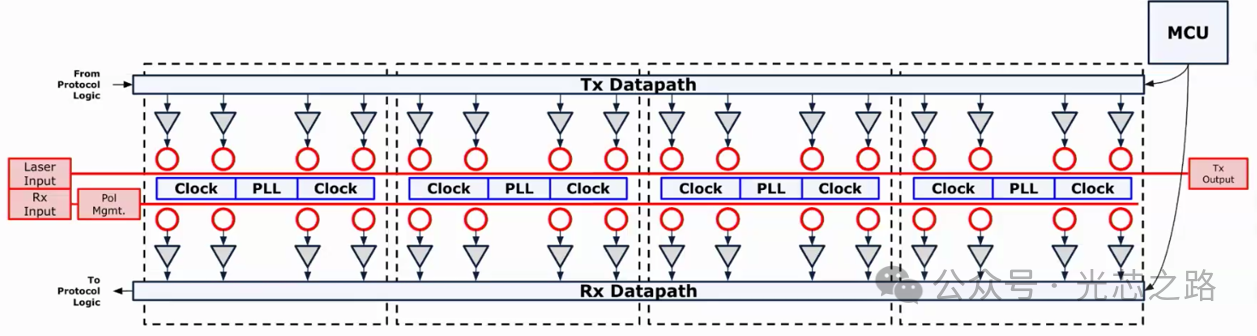 MCU
From
Protocol
Logic
Tx Datapath
Laser
Input
Rx
Input
Pol
Mgmt.
Clock PLL Clock
Clock PLL Clock
Clock PLL Clock
Clock PLL Clock
Tx
Output
To
Protocol
Logic
Rx Datapath
公众号 · 光芯之路